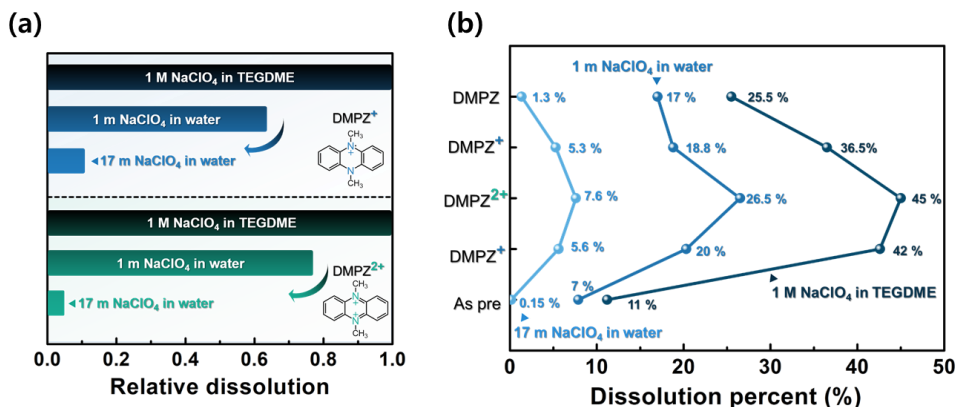 (a)
1 M NaClO4 in TEGDME
1 m NaClO4 in water
17 m NaClO4 in water
DMPZ+
CH3
N
+
N
CH3
1 M NaClO4 in TEGDME
1 m NaClO4 in water
17 m NaClO4 in water
DMPZ2+
CH3
N+
N+
CH3
0.0 0.2 0.4 0.6 0.8 1.0
Relative dissolution
(b)
1 m NaClO4 in water
DMPZ 1.3 % 17 % 25.5 %
DMPZ+ 5.3 % 18.8 % 36.5%
DMPZ2+ 7.6 % 26.5 % 45 %
DMPZ+ 5.6 % 20 % 42 %
As pre 0.15 % 7 % 11 %
1 M NaClO4 in TEGDME
17 m NaClO4 in water
0 10 20 30 40 50
Dissolution percent (%)